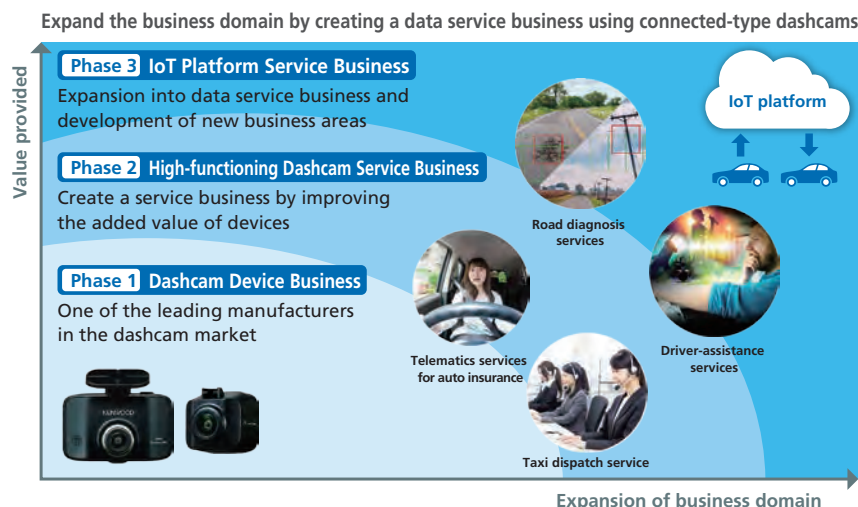 Expand the business domain by creating a data service business using connected-type dashcams
Value provided
Phase 3 IoT Platform Service Business
Expansion into data service business and
development of new business areas
IoT platform
Phase 2 High-functioning Dashcam Service Business
Create a service business by improving
the added value of devices
Road diagnosis
services
Phase 1 Dashcam Device Business
One of the leading manufacturers
in the dashcam market
Telematics services
for auto insurance
Driver-assistance
services
KENWOOD
Taxi dispatch service
Expansion of business domain